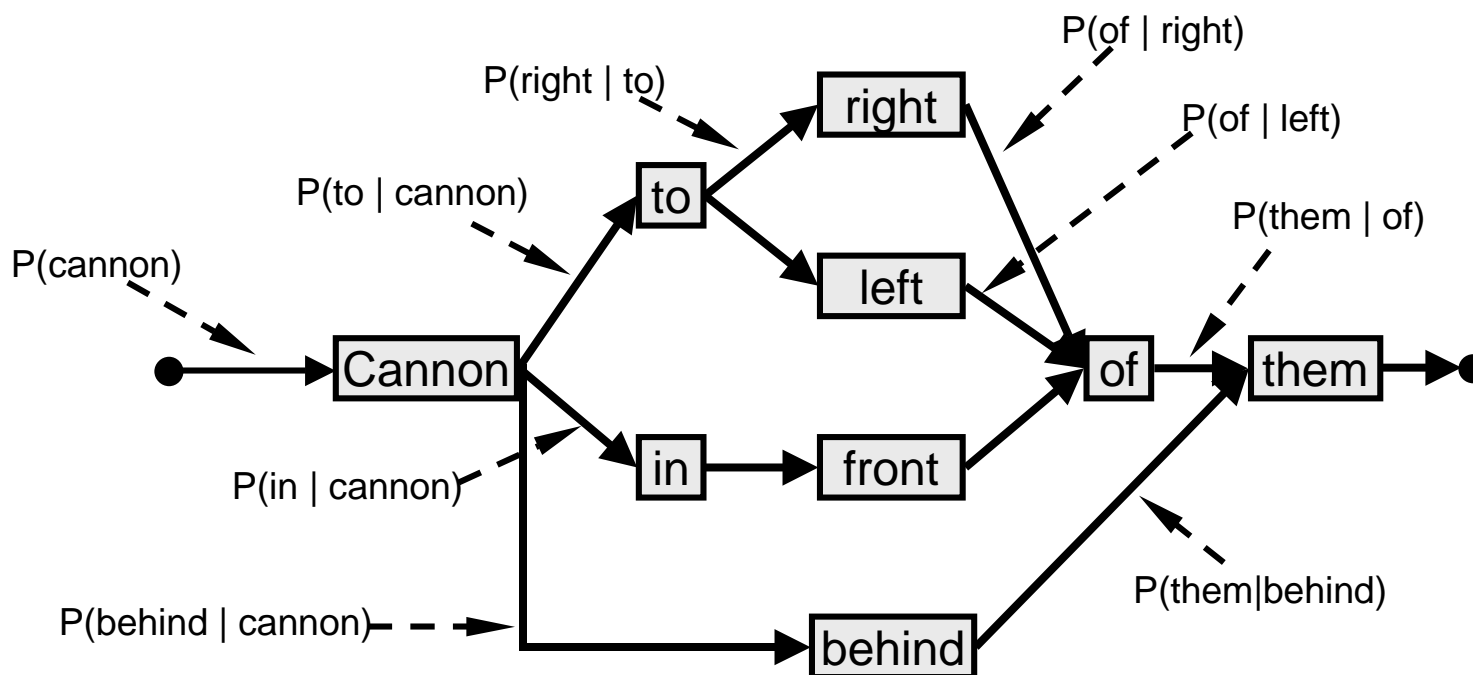 P(of | right)
P(right | to)
right
P(of | left)
P(to | cannon)
to
P(them | of)
P(cannon)
left
Cannon
of
them
in
front
P(in | cannon)
P(them|behind)
P(behind | cannon)
behind